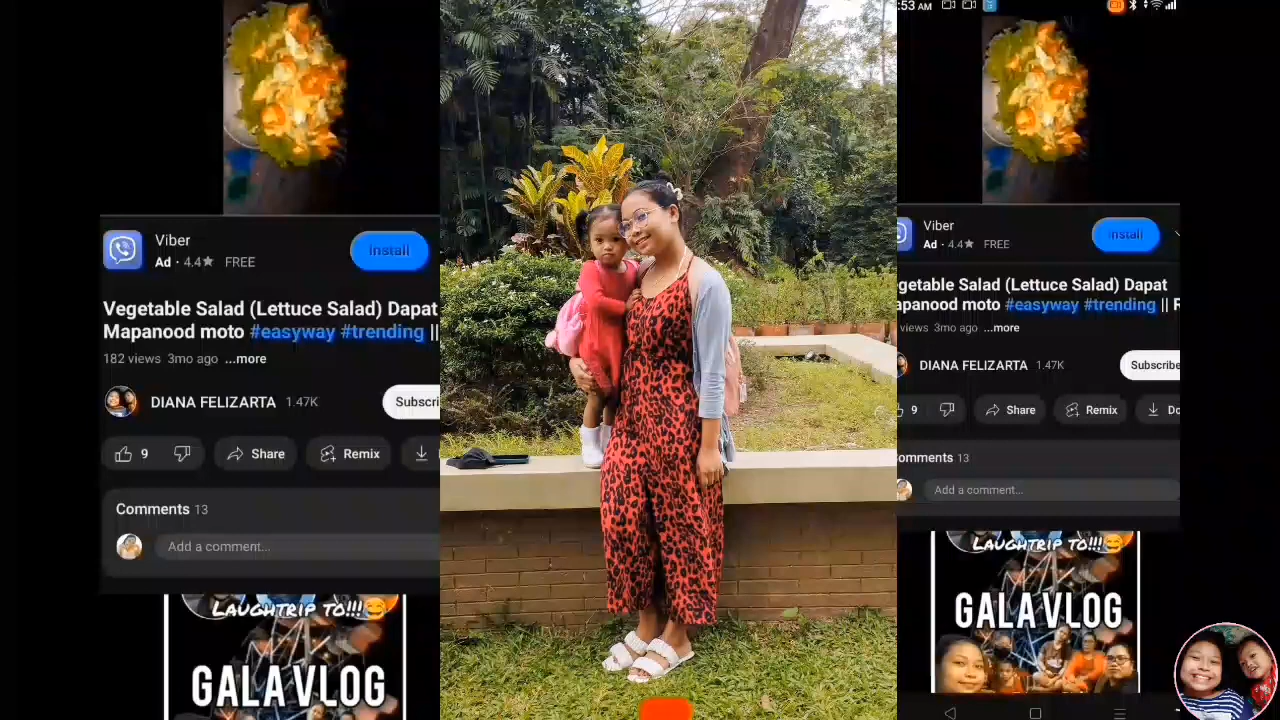 Viber
Install
Ad · 4.4★ FREE
Vegetable Salad (Lettuce Salad) Dapat
Mapanood moto #easyway #trending ||
182 views 3mo ago ...more
DIANA FELIZARTA 1.47K
Subscri
9
Share
Remix
Comments 13
Add a comment...
LAUGHTRIP TO!!!😂
GALA VLOG
:53 AM
Viber
Install
Ad · 4.4★ FREE
getable Salad (Lettuce Salad) Dapat
apanood moto #easyway #trending || R
views 3mo ago ...more
DIANA FELIZARTA 1.47K
Subscribe
9
Share
Remix
Do
omments 13
Add a comment...
LAUGHTRIP TO!!!😂
GALA VLOG